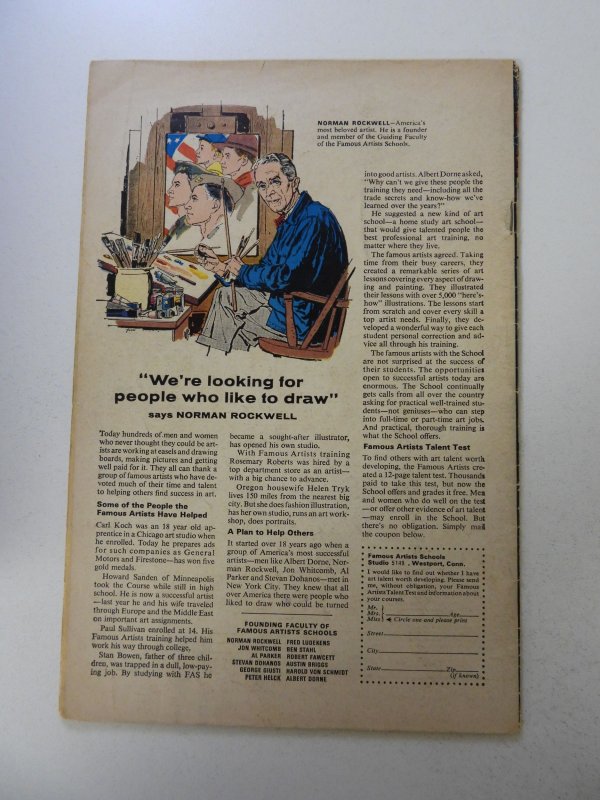 NORMAN ROCKWELL—America's
most beloved artist. He is a founder
and member of the Guiding Faculty
of the Famous Artists Schools.
"We're looking for
people who like to draw"
says NORMAN ROCKWELL
Today hundreds of men and women
who never thought they could be art-
ists are working at easels and drawing
boards, making pictures and getting
well paid for it. They all can thank a
group of famous artists who have de-
voted much of their time and talent
to helping others find success in art.
Some of the People the
Famous Artists Have Helped
Carl Koch was an 18 year old ap-
prentice in a Chicago art studio when
he enrolled. Today he prepares ads
for such companies as General
Motors and Firestone—has won five
gold medals.
Howard Sanden of Minneapolis
took the Course while still in high
school. He is now a successful artist
—last year he and his wife traveled
through Europe and the Middle East
on important art assignments.
Paul Sullivan enrolled at 14. His
Famous Artists training helped him
work his way through college.
Stan Bowen, father of three chil-
dren, was trapped in a dull, low-pay-
ing job. By studying with FAS he
became a sought-after illustrator,
has opened his own studio.
With Famous Artists training
Rosemary Roberts was hired by a
top department store as an artist—
with a big chance to advance.
Oregon housewife Helen Tryk
lives 150 miles from the nearest big
city. But she does fashion illustration,
has her own studio, runs an art work-
shop, does portraits.
A Plan to Help Others
It started over 18 years ago when a
group of America's most successful
artists—men like Albert Dorne, Nor-
man Rockwell, Jon Whitcomb, Al
Parker and Stevan Dohanos—met in
New York City. They knew that all
over America there were people who
liked to draw who could be turned
FOUNDING FACULTY OF
FAMOUS ARTISTS SCHOOLS
NORMAN ROCKWELL FRED LUDEKENS
JON WHITCOMB BEN STAHL
AL PARKER ROBERT FAWCETT
STEVAN DOHANOS AUSTIN BRIGGS
GEORGE GIUSTI HAROLD VON SCHMIDT
PETER HELCK ALBERT DORNE
into good artists. Albert Dorne asked,
"Why can't we give these people the
training they need—including all the
trade secrets and know-how we've
learned over the years?"
He suggested a new kind of art
school—a home study art school—
that would give talented people the
best professional art training, no
matter where they live.
The famous artists agreed. Taking
time from their busy careers, they
created a remarkable series of art
lessons covering every aspect of draw-
ing and painting. They illustrated
their lessons with over 5,000 "here's-
how" illustrations. The lessons start
from scratch and cover every skill a
top artist needs. Finally, they de-
veloped a wonderful way to give each
student personal correction and ad-
vice all through his training.
The famous artists with the School
are not surprised at the success of
their students. The opportunities
open to successful artists today are
enormous. The School continually
gets calls from all over the country
asking for practical well-trained stu-
dents—not geniuses—who can step
into full-time or part-time art jobs.
And practical, thorough training is
what the School offers.
Famous Artists Talent Test
To find others with art talent worth
developing, the Famous Artists cre-
ated a 12-page talent test. Thousands
paid to take this test, but now the
School offers and grades it free. Men
and women who do well on the test
—or offer other evidence of art talent
—may enroll in the School. But
there's no obligation. Simply mail
the coupon below.
Famous Artists Schools
Studio Westport, Conn.
I would like to find out whether I have
art talent worth developing. Please send
me, without obligation, your Famous
Artists Talent Test and information about
your courses.
Mr.
Mrs. Age
Miss Circle one and please print
Street
City
State Zip
(if known)